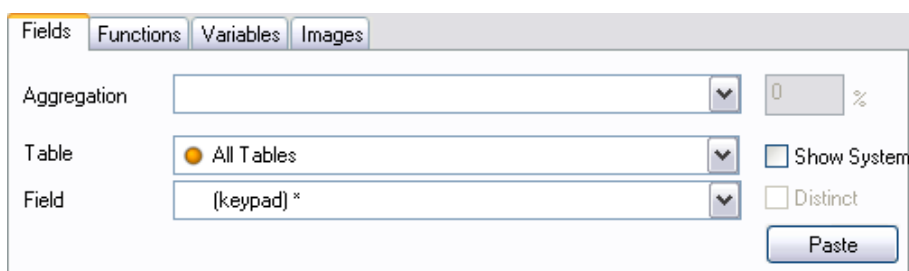 Fields Functions Variables Images
Aggregation 0 %
Table All Tables Show System
Field (keypad) * Distinct
Paste